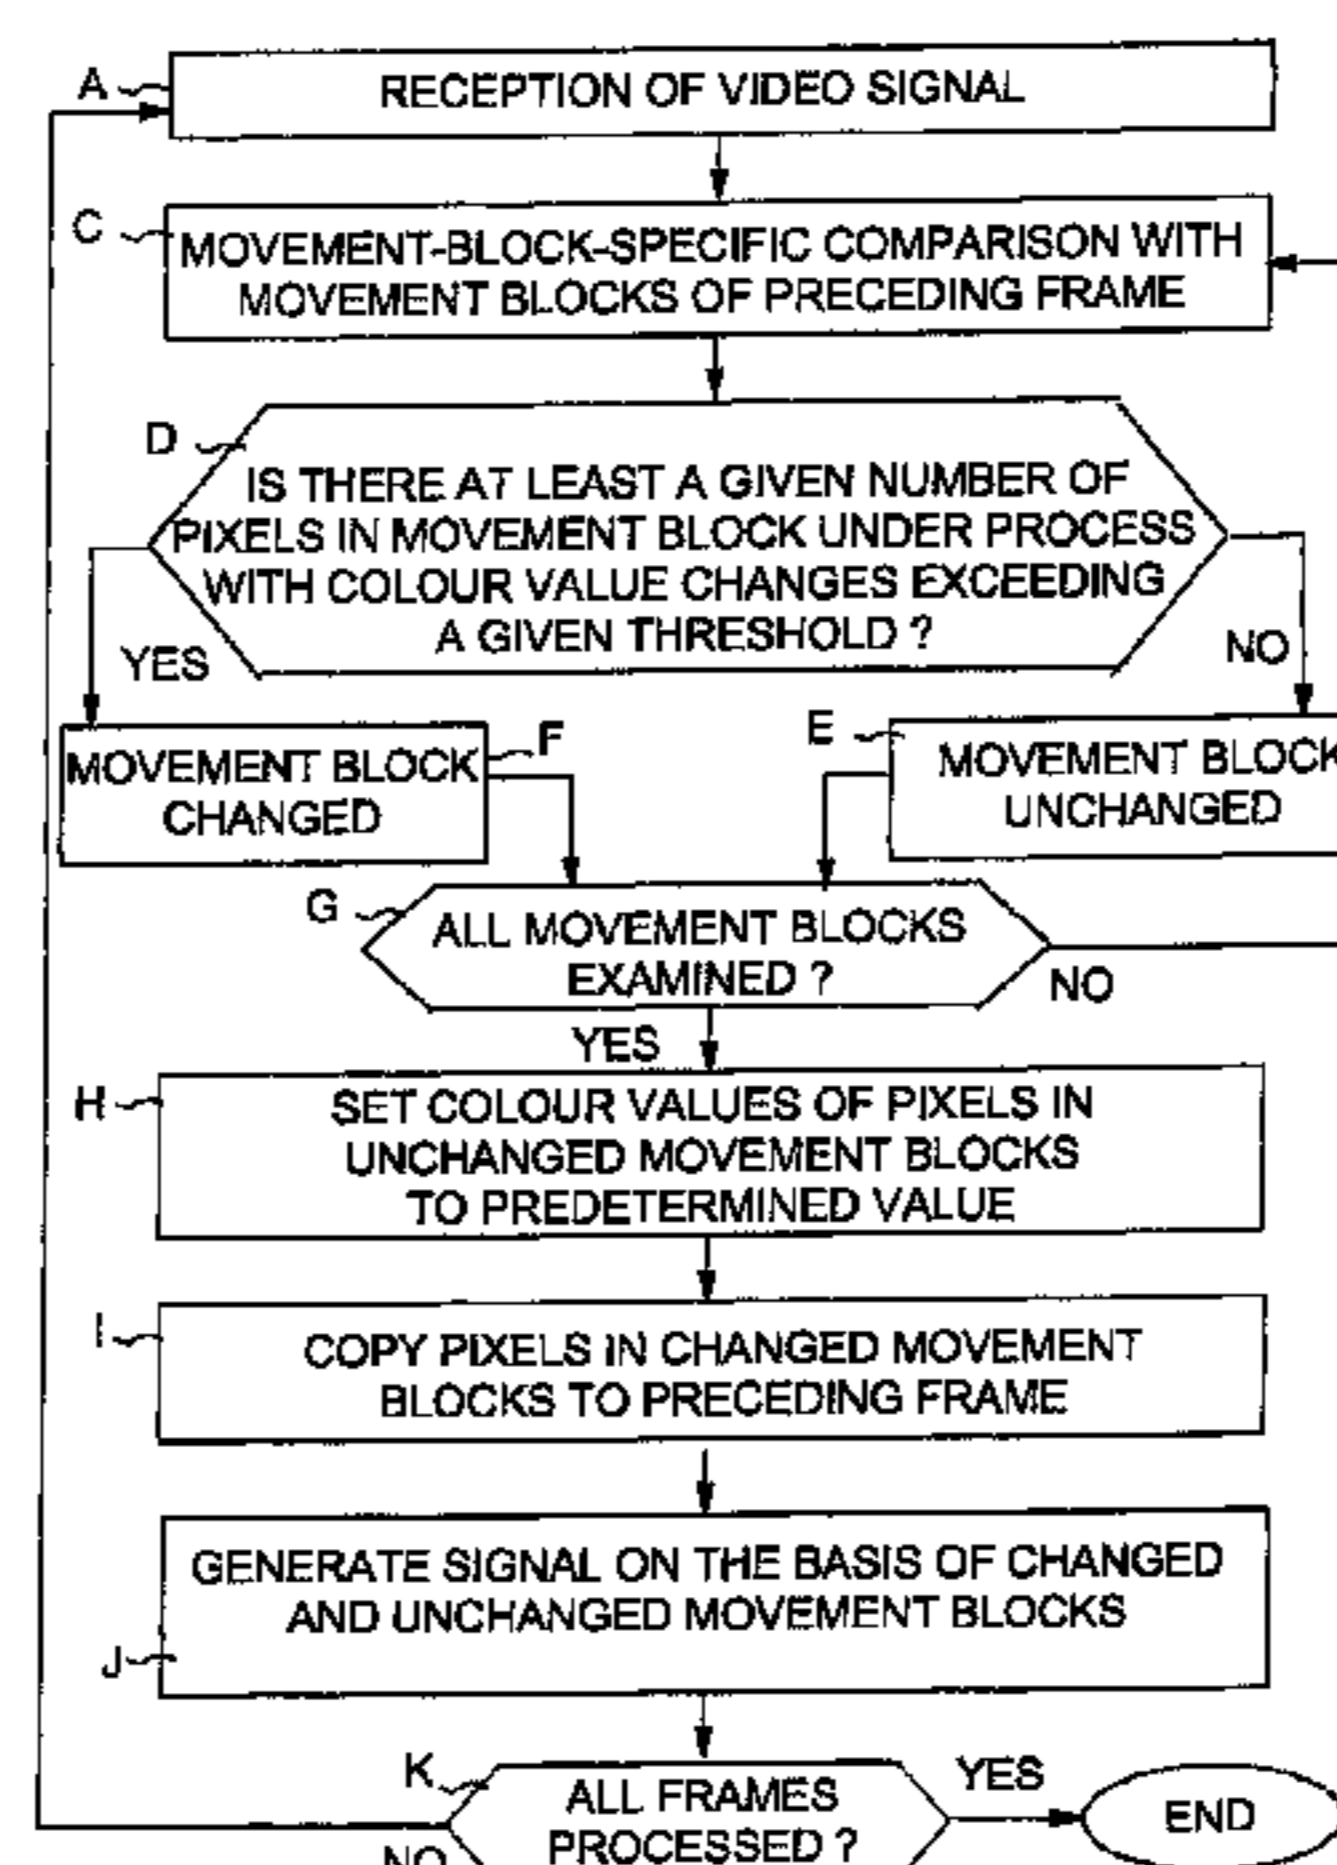 A
RECEPTION OF VIDEO SIGNAL
C
MOVEMENT-BLOCK-SPECIFIC COMPARISON WITH
MOVEMENT BLOCKS OF PRECEDING FRAME
D
IS THERE AT LEAST A GIVEN NUMBER OF
PIXELS IN MOVEMENT BLOCK UNDER PROCESS
WITH COLOUR VALUE CHANGES EXCEEDING
A GIVEN THRESHOLD ?
YES
NO
MOVEMENT BLOCK
CHANGED
F
E
MOVEMENT BLOCK
UNCHANGED
G
ALL MOVEMENT BLOCKS
EXAMINED ?
NO
YES
H
SET COLOUR VALUES OF PIXELS IN
UNCHANGED MOVEMENT BLOCKS
TO PREDETERMINED VALUE
I
COPY PIXELS IN CHANGED MOVEMENT
BLOCKS TO PRECEDING FRAME
GENERATE SIGNAL ON THE BASIS OF CHANGED
AND UNCHANGED MOVEMENT BLOCKS
J
K
ALL FRAMES
PROCESSED ?
YES
END
NO